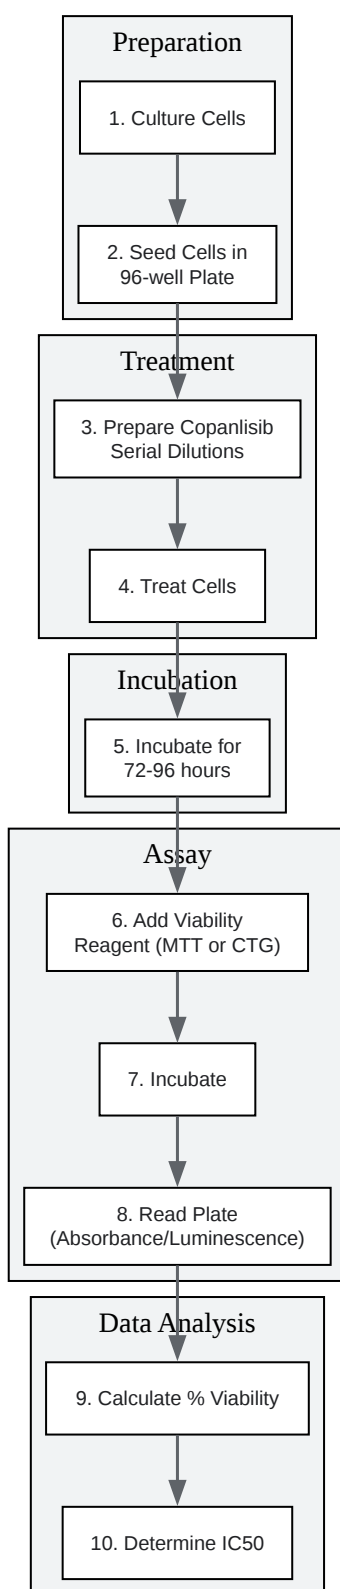 Preparation
1. Culture Cells
2. Seed Cells in
96-well Plate
Treatment
3. Prepare Copanlisib
Serial Dilutions
4. Treat Cells
Incubation
5. Incubate for
72-96 hours
Assay
6. Add Viability
Reagent (MTT or CTG)
7. Incubate
8. Read Plate
(Absorbance/Luminescence)
Data Analysis
9. Calculate % Viability
10. Determine IC50